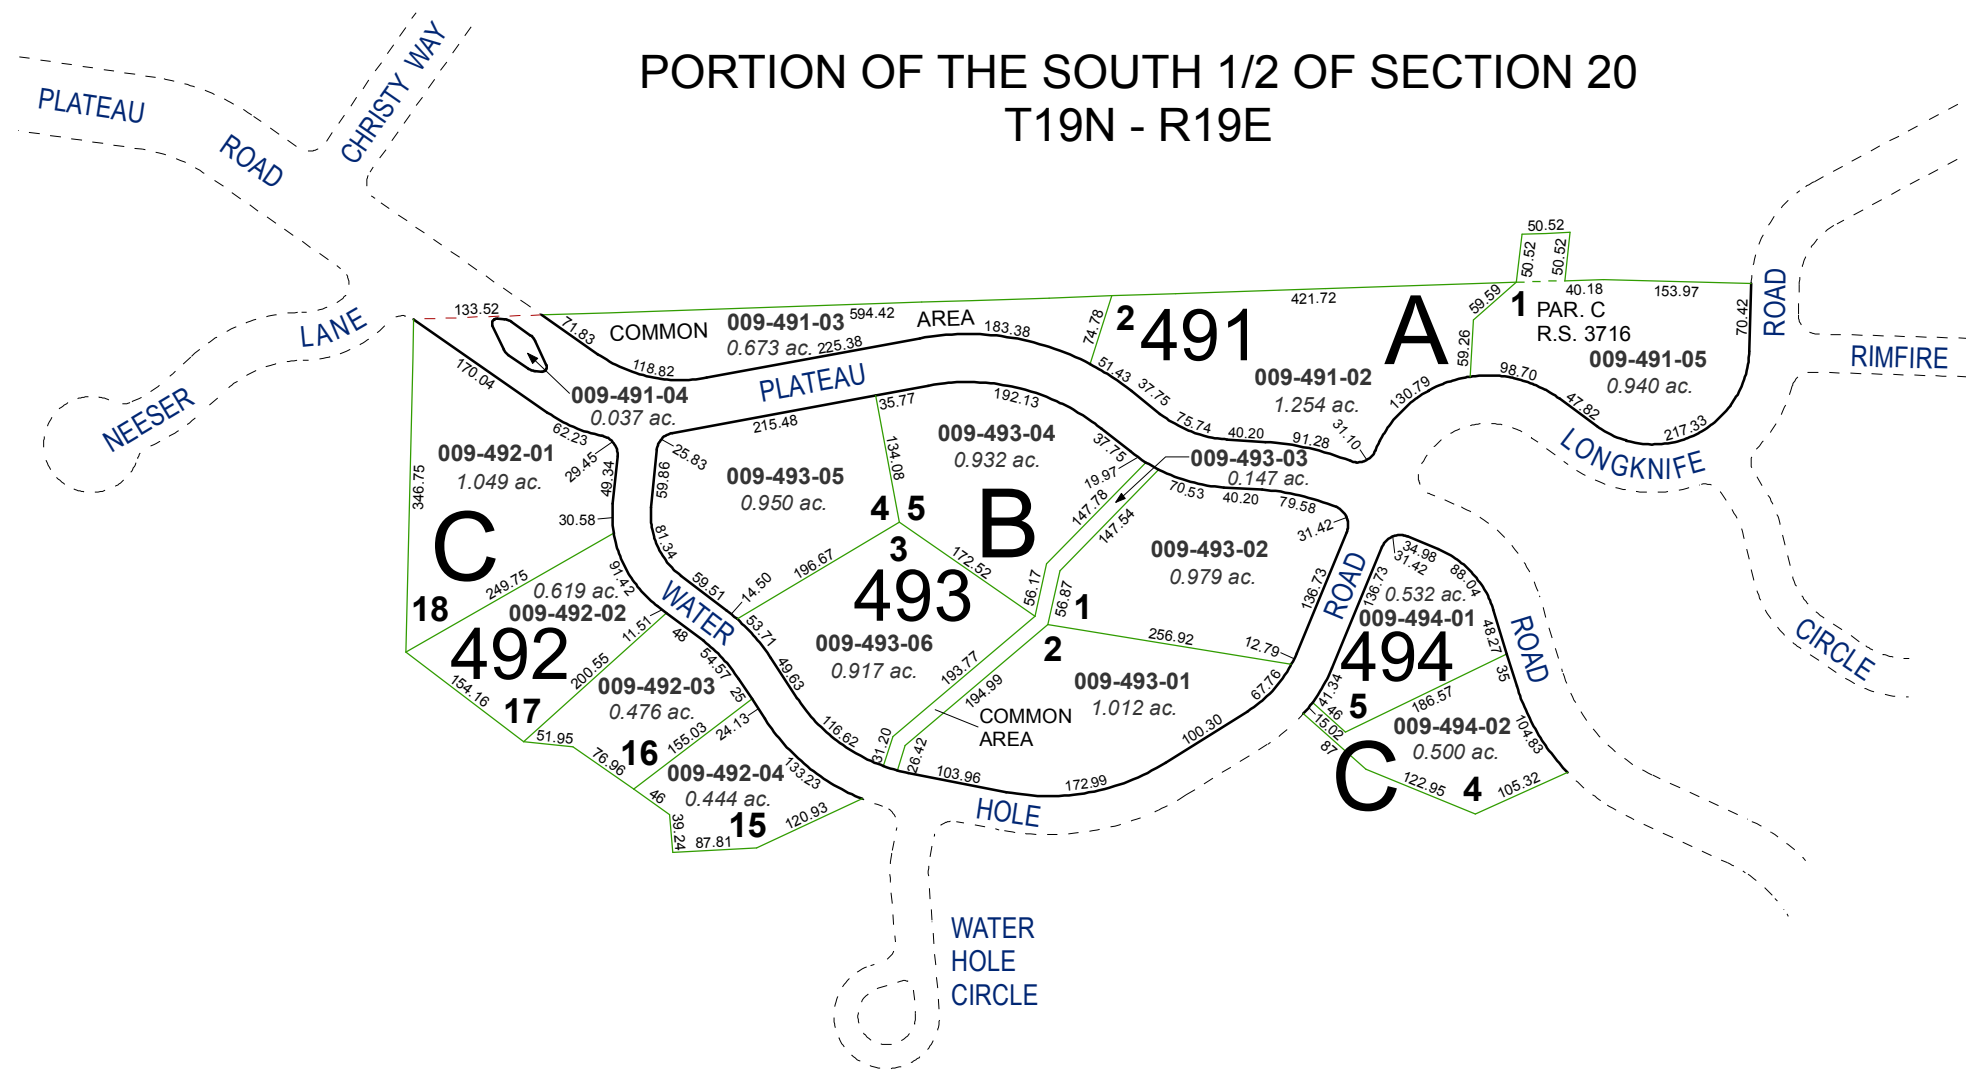 PORTION OF THE SOUTH 1/2 OF SECTION 20
T19N - R19E
PLATEAU
ROAD
CHRISTY WAY
LANE
NEESER
133.52
71.83
118.82
COMMON
009-491-03
0.673 ac.
594.42
225.38
AREA
183.38
009-491-04
0.037 ac.
PLATEAU
74.78
2
491
421.72
A
51.43
37.75
75.74
40.20
91.28
31.10
130.79
009-491-02
1.254 ac.
50.52
50.52
50.52
59.59
59.26
1
PAR. C
R.S. 3716
40.18
153.97
70.42
009-491-05
0.940 ac.
98.70
47.82
217.33
LONGKNIFE
ROAD
RIMFIRE
CIRCLE
170.04
62.23
29.45
49.34
30.58
346.75
009-492-01
1.049 ac.
C
18
249.75
91.42
0.619 ac.
009-492-02
492
11.51
154.16
17
200.55
48
54.57
25
009-492-03
0.476 ac.
51.95
76.96
16
155.03
24.13
009-492-04
0.444 ac.
133.23
46
39.24
87.81
15
120.93
25.83
59.86
81.34
59.51
14.50
WATER
215.48
35.77
134.08
009-493-05
0.950 ac.
4
5
3
196.67
192.13
009-493-04
0.932 ac.
B
37.75
19.97
147.78
147.54
172.52
56.17
56.87
493
009-493-06
0.917 ac.
53.71
49.63
116.62
193.77
194.99
31.20
26.42
009-493-03
0.147 ac.
70.53
40.20
79.58
31.42
009-493-02
0.979 ac.
136.73
1
2
256.92
12.79
67.76
009-493-01
1.012 ac.
COMMON
AREA
100.30
103.96
172.99
HOLE
ROAD
136.73
34.98
31.42
88.04
0.532 ac.
009-494-01
494
48.27
35
ROAD
41.34
46
5
15.02
87
186.57
009-494-02
0.500 ac.
104.83
C
122.95
4
105.32
WATER
HOLE
CIRCLE